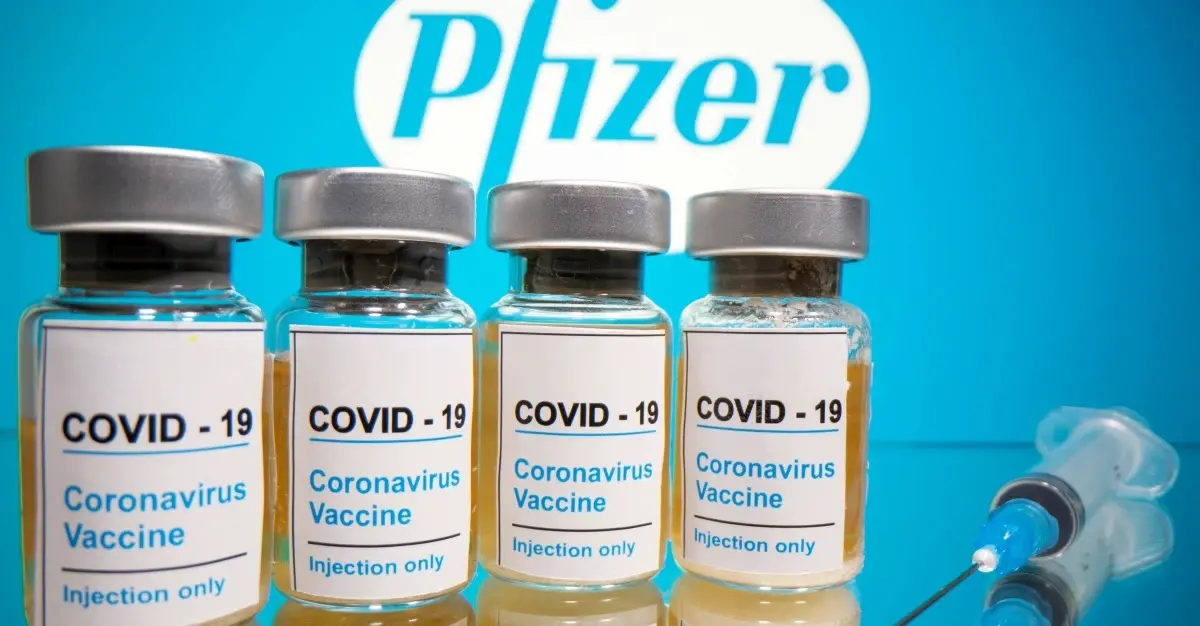 Pfizer
COVID - 19
Coronavirus
Vaccine
Injection only
COVID - 19
Coronavirus
Vaccine
Injection only
COVID - 19
Coronavirus
Vaccine
Injection only
COVID - 19
Coronavirus
Vaccine
Injection only